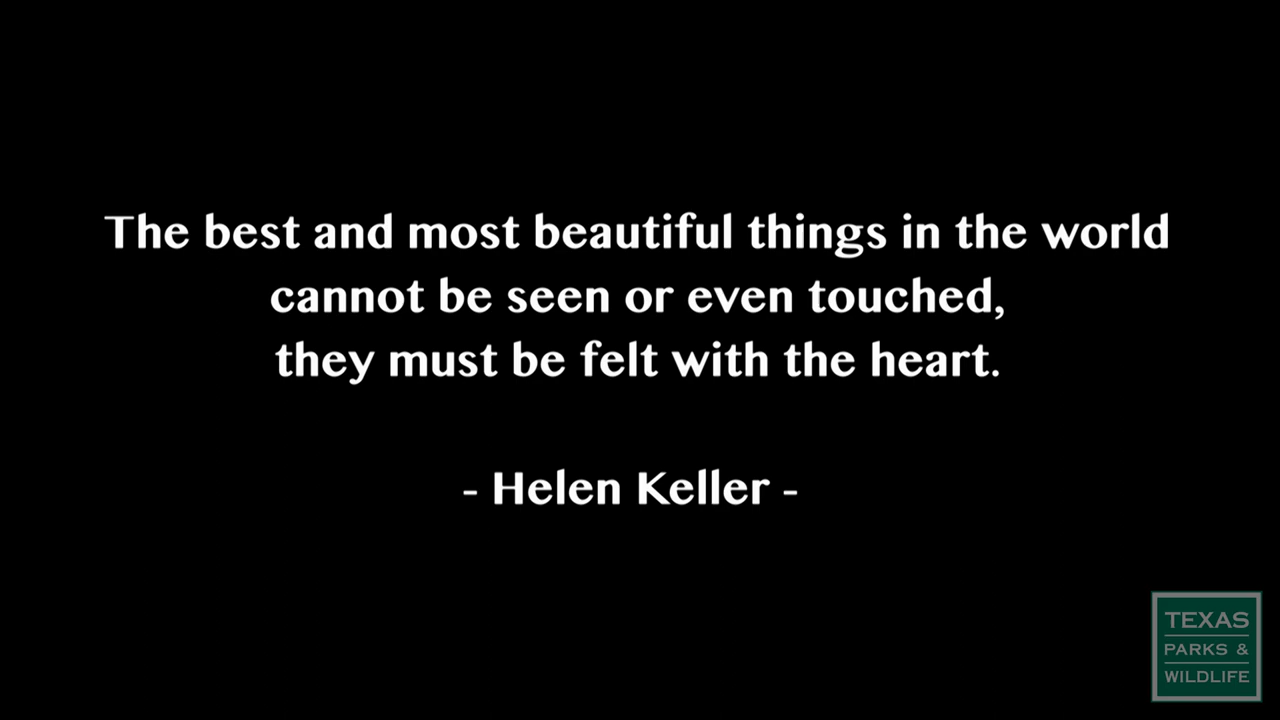 The best and most beautiful things in the world
cannot be seen or even touched,
they must be felt with the heart.
- Helen Keller -
TEXAS
PARKS &
WILDLIFE